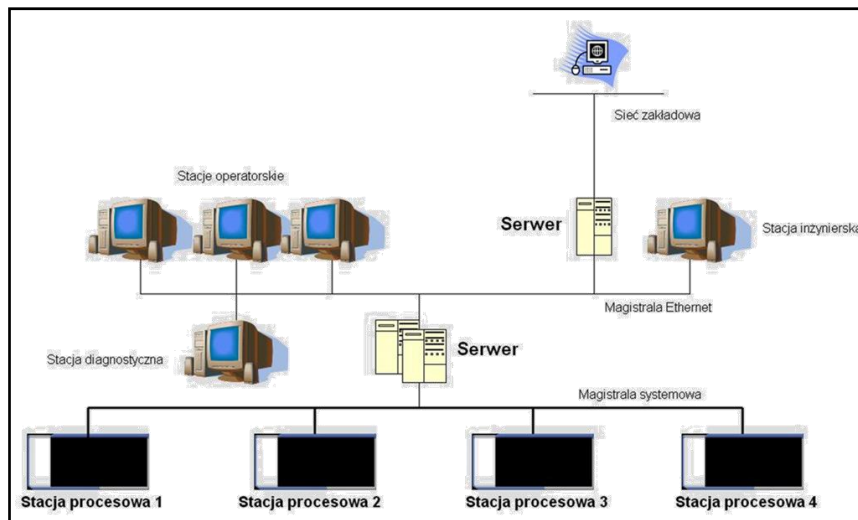 Sieć zakładowa
Stacje operatorskie
Serwer
Stacja inżynierska
Magistrala Ethernet
Stacja diagnostyczna
Serwer
Magistrala systemowa
Stacja procesowa 1
Stacja procesowa 2
Stacja procesowa 3
Stacja procesowa 4